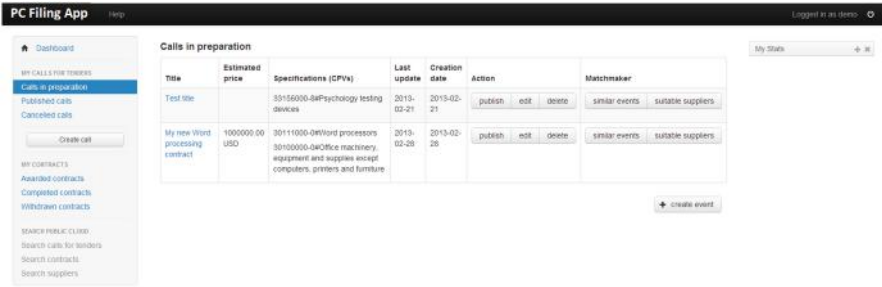 PC Filing App Help Logged in as demo
Dashboard
MY CALLS FOR TENDERS
Calls in preparation
Published calls
Cancelled calls
Create call
MY CONTRACTS
Awarded contracts
Completed contracts
Withdrawn contracts
SEARCH PUBLIC CLOUD
Search calls for tenders
Search contracts
Search suppliers
Calls in preparation
Title Estimated price Specifications (CPVs) Last update Creation date Action Matchmaker
Test title 33156000-8#Psychology testing
devices 2013-
02-21 2013-02-
21 publish edit delete similar events suitable suppliers
My new Word
processing
contract 1000000.00
USD 30111000-0#Word processors
30100000-0#Office machinery,
equipment and supplies except
computers, printers and furniture 2013-
02-28 2013-02-
28 publish edit delete similar events suitable suppliers
+ create event
My Stats